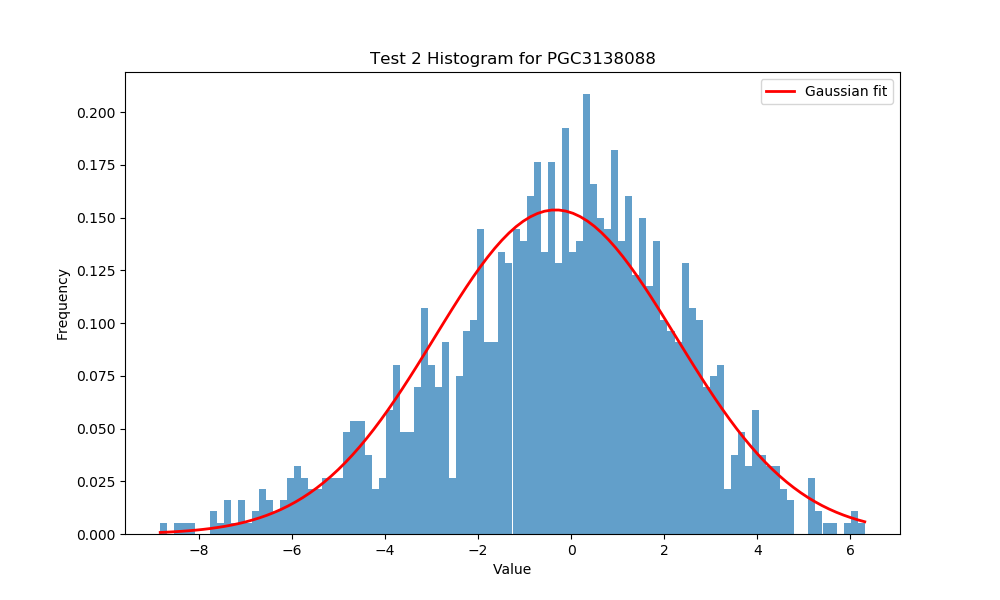 Test 2 Histogram for PGC3138088
Gaussian fit
0.200
0.175
0.150
0.125
0.100
0.075
0.050
0.025
0.000
Frequency
−8 −6 −4 −2 0 2 4 6
Value